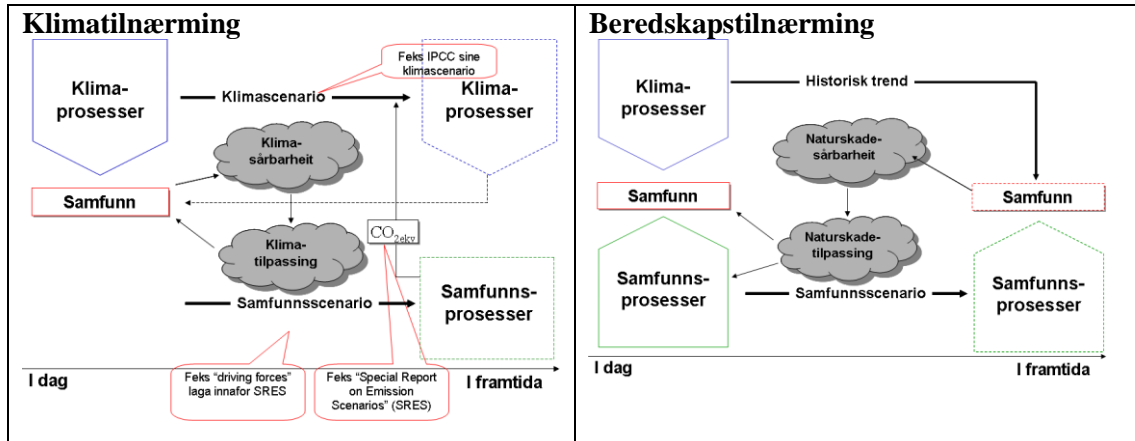 Klimatilnærming
Klima-
prosesser
Feks IPCC sine
klimascenario
Klimascenario
Klima-
prosesser
Klima-
sårbarheit
Samfunn
Klima-
tilpassing
CO2ekv
Samfunnsscenario
Samfunns-
prosesser
I dag
Feks "driving forces"
laga innafor SRES
Feks "Special Report
on Emission
Scenarios" (SRES)
I framtida
Beredskapstilnærming
Klima-
prosesser
Historisk trend
Naturskade-
sårbarheit
Samfunn
Samfunn
Naturskade-
tilpassing
Samfunns-
prosesser
Samfunnsscenario
Samfunns-
prosesser
I dag
I framtida